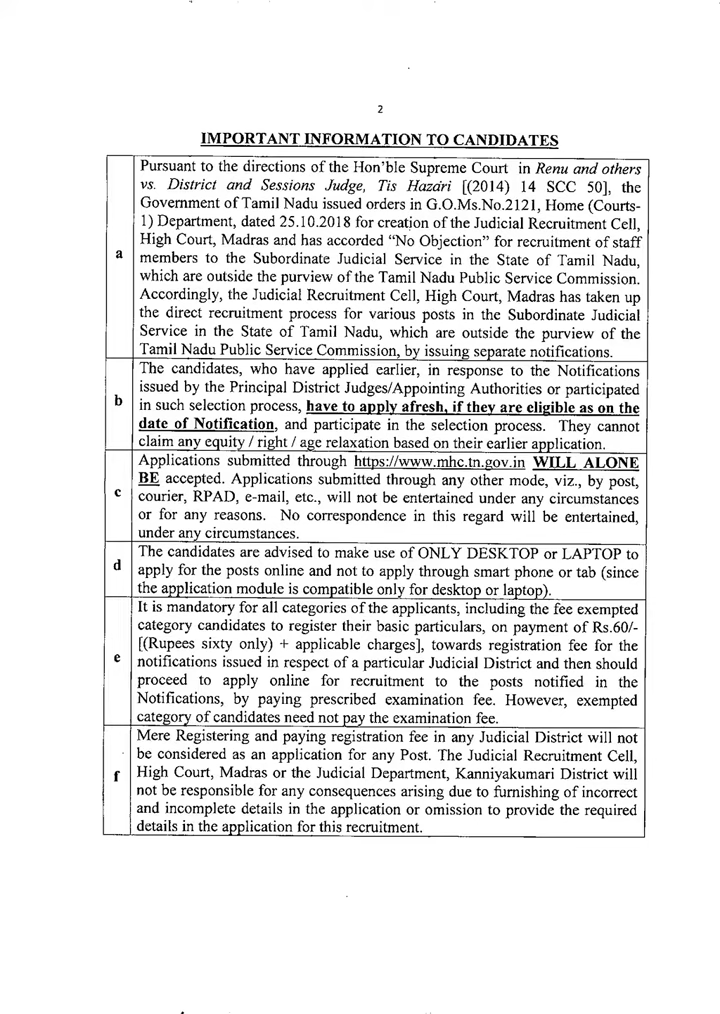 2
IMPORTANT INFORMATION TO CANDIDATES
Pursuant to the directions of the Hon'ble Supreme Court in Renu and others
vs. District and Sessions Judge, Tis Hazari [(2014) 14 SCC 50], the
Government of Tamil Nadu issued orders in G.O.Ms.No.2121, Home (Courts-
1) Department, dated 25.10.2018 for creation of the Judicial Recruitment Cell,
High Court, Madras and has accorded "No Objection" for recruitment of staff
a members to the Subordinate Judicial Service in the State of Tamil Nadu,
which are outside the purview of the Tamil Nadu Public Service Commission.
Accordingly, the Judicial Recruitment Cell, High Court, Madras has taken up
the direct recruitment process for various posts in the Subordinate Judicial
Service in the State of Tamil Nadu, which are outside the purview of the
Tamil Nadu Public Service Commission, by issuing separate notifications.
The candidates, who have applied earlier, in response to the Notifications
issued by the Principal District Judges/Appointing Authorities or participated
b in such selection process, have to apply afresh, if they are eligible as on the
date of Notification, and participate in the selection process. They cannot
claim any equity / right / age relaxation based on their earlier application.
Applications submitted through https://www.mhc.tn.gov.in WILL ALONE
BE accepted. Applications submitted through any other mode, viz., by post,
c courier, RPAD, e-mail, etc., will not be entertained under any circumstances
or for any reasons. No correspondence in this regard will be entertained,
under any circumstances.
The candidates are advised to make use of ONLY DESKTOP or LAPTOP to
d apply for the posts online and not to apply through smart phone or tab (since
the application module is compatible only for desktop or laptop).
It is mandatory for all categories of the applicants, including the fee exempted
category candidates to register their basic particulars, on payment of Rs.60/-
[(Rupees sixty only) + applicable charges], towards registration fee for the
e notifications issued in respect of a particular Judicial District and then should
proceed to apply online for recruitment to the posts notified in the
Notifications, by paying prescribed examination fee. However, exempted
category of candidates need not pay the examination fee.
Mere Registering and paying registration fee in any Judicial District will not
be considered as an application for any Post. The Judicial Recruitment Cell,
f High Court, Madras or the Judicial Department, Kanniyakumari District will
not be responsible for any consequences arising due to furnishing of incorrect
and incomplete details in the application or omission to provide the required
details in the application for this recruitment.